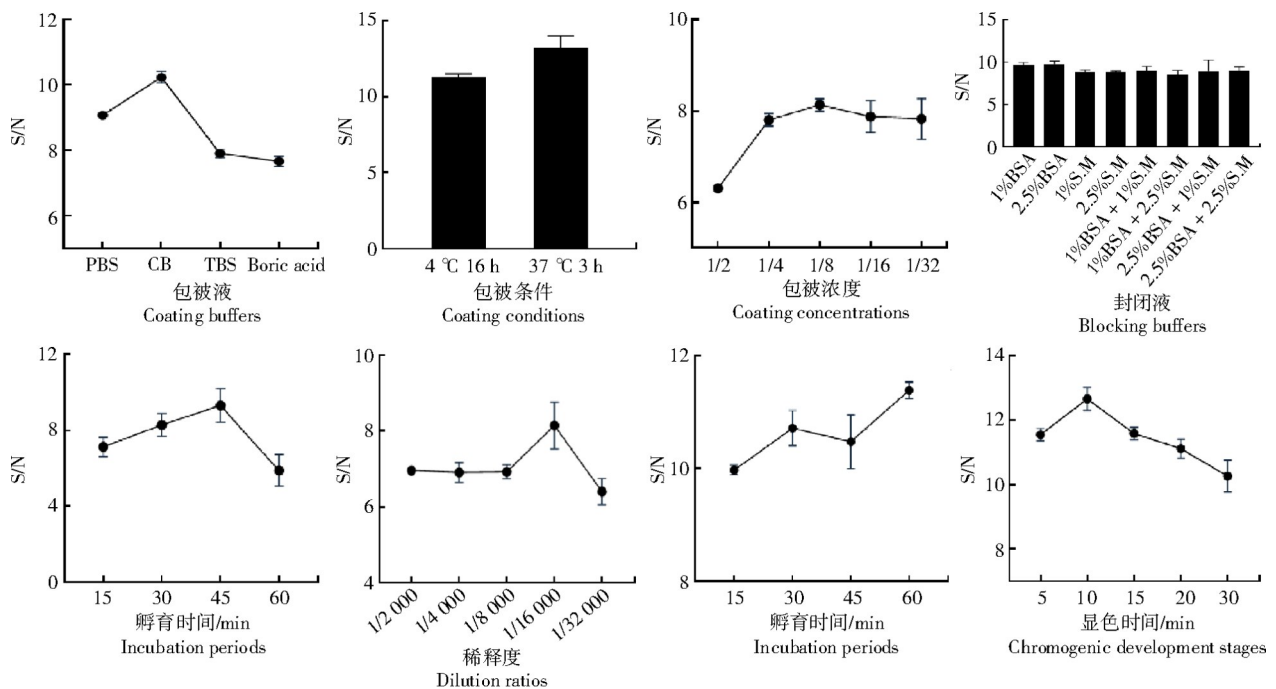 12
10
8
6
S/N
PBS CB TBS Boric acid
包被液
Coating buffers
15
10
5
0
S/N
4 ℃ 16 h 37 ℃ 3 h
包被条件
Coating conditions
10
8
6
S/N
1/2 1/4 1/8 1/16 1/32
包被浓度
Coating concentrations
15
10
5
0
S/N
1%BSA
2.5%BSA
1%S.M
2.5%S.M
1%BSA + 1%S.M
1%BSA + 2.5%S.M
2.5%BSA + 1%S.M
2.5%BSA + 2.5%S.M
封闭液
Blocking buffers
12
8
4
0
S/N
15 30 45 60
孵育时间/min
Incubation periods
10
8
6
4
S/N
1/2 000
1/4 000
1/8 000
1/16 000
1/32 000
稀释度
Dilution ratios
12
10
8
S/N
15 30 45 60
孵育时间/min
Incubation periods
14
12
10
8
S/N
5 10 15 20 30
显色时间/min
Chromogenic development stages